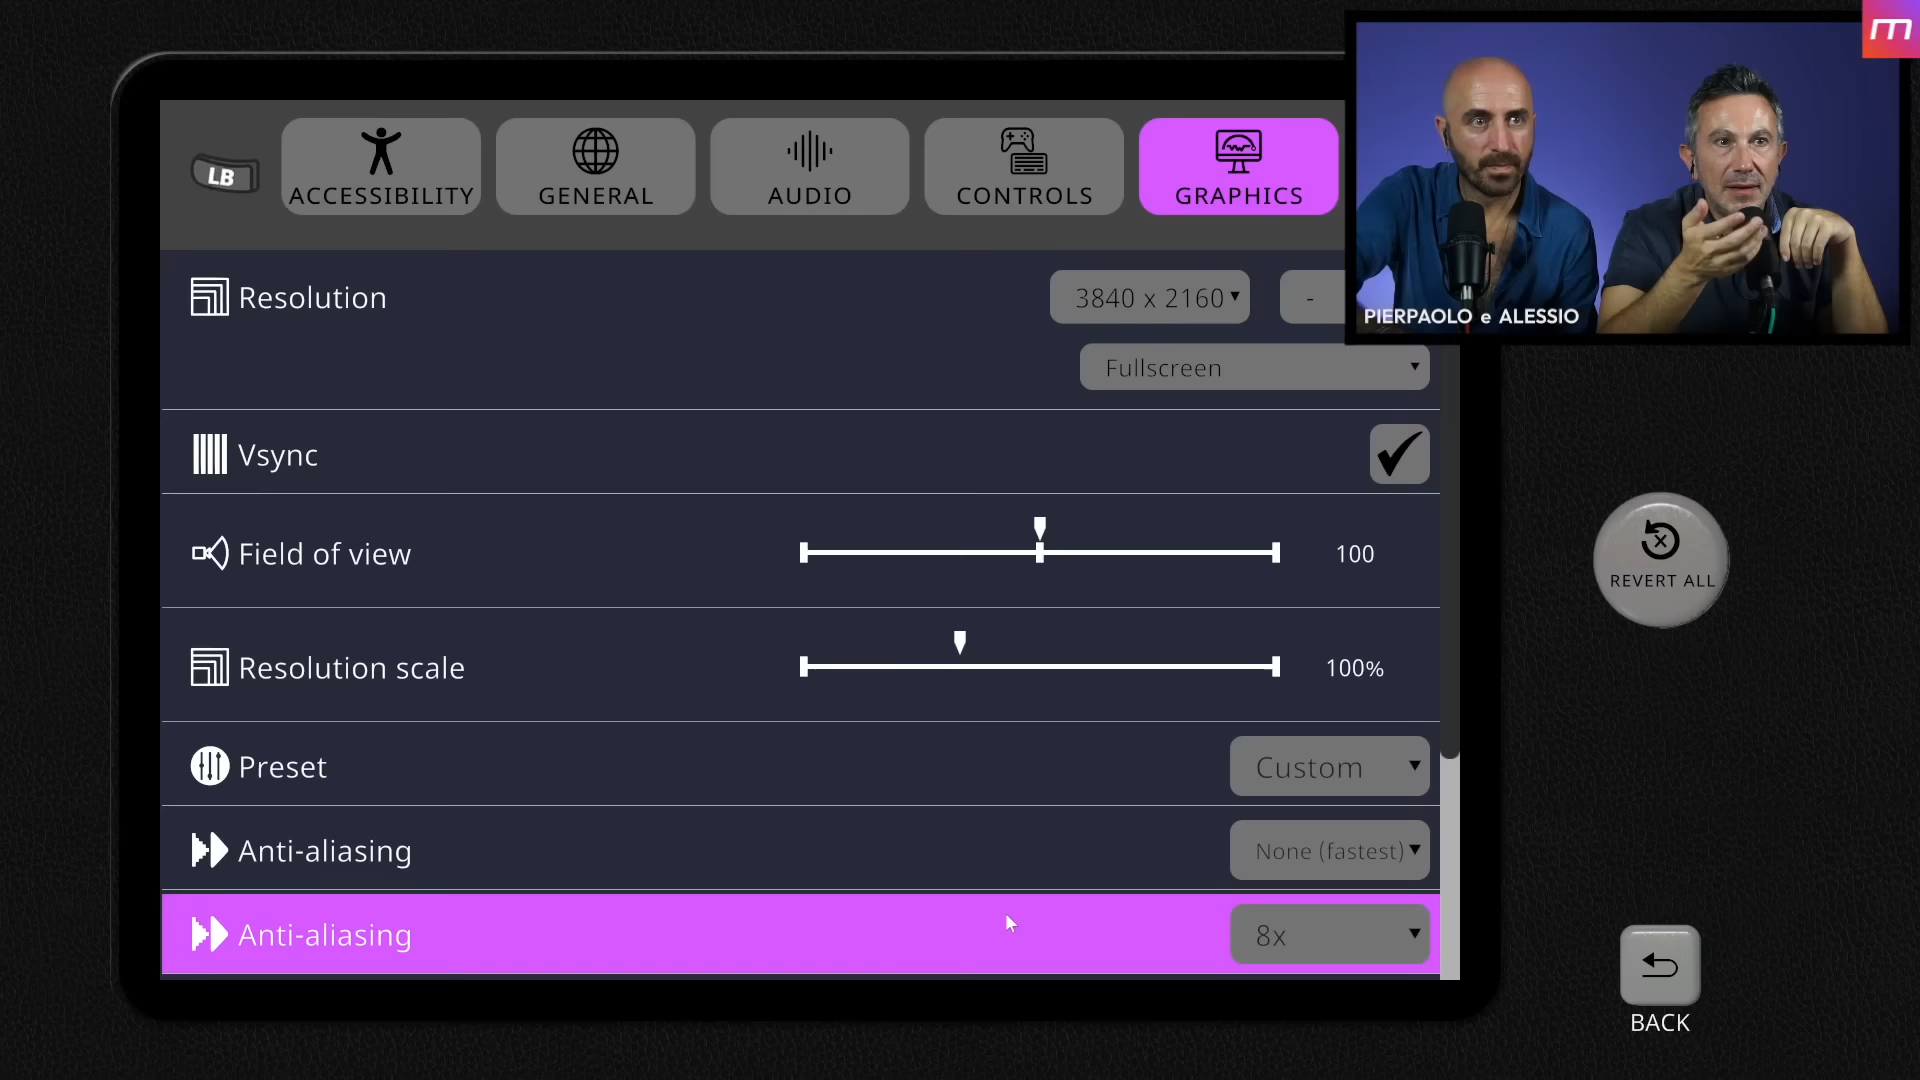 LB
ACCESSIBILITY
GENERAL
AUDIO
CONTROLS
GRAPHICS
m
PIERPAOLO e ALESSIO
Resolution
3840 x 2160
-
Fullscreen
Vsync
Field of view
100
Resolution scale
100%
Preset
Custom
Anti-aliasing
None (fastest)
Anti-aliasing
8x
REVERT ALL
BACK